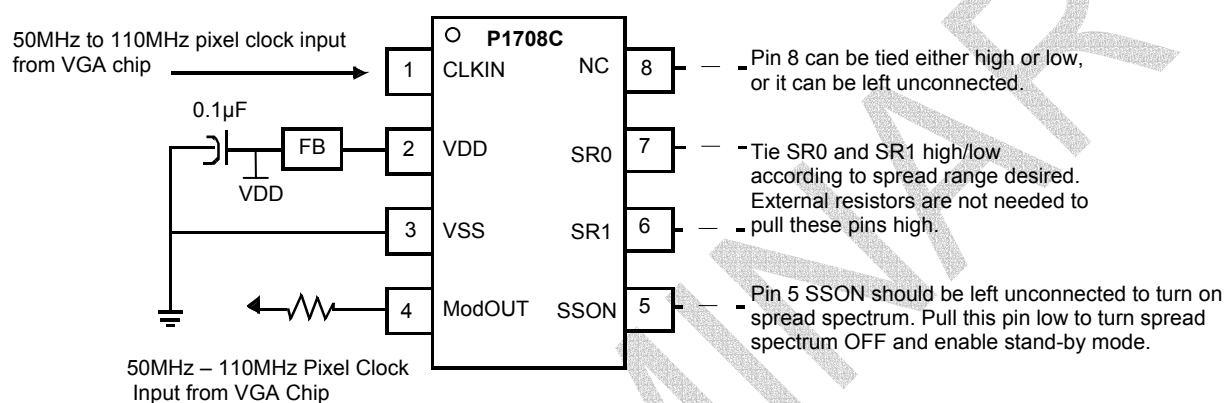 50MHz to 110MHz pixel clock input
from VGA chip
0.1µF
FB
VDD
P1708C
1 CLKIN NC 8
2 VDD SR0 7
3 VSS SR1 6
4 ModOUT SSON 5
50MHz – 110MHz Pixel Clock
Input from VGA Chip
Pin 8 can be tied either high or low,
or it can be left unconnected.
Tie SR0 and SR1 high/low
according to spread range desired.
External resistors are not needed to
pull these pins high.
Pin 5 SSON should be left unconnected to turn on
spread spectrum. Pull this pin low to turn spread
spectrum OFF and enable stand-by mode.
MINAR